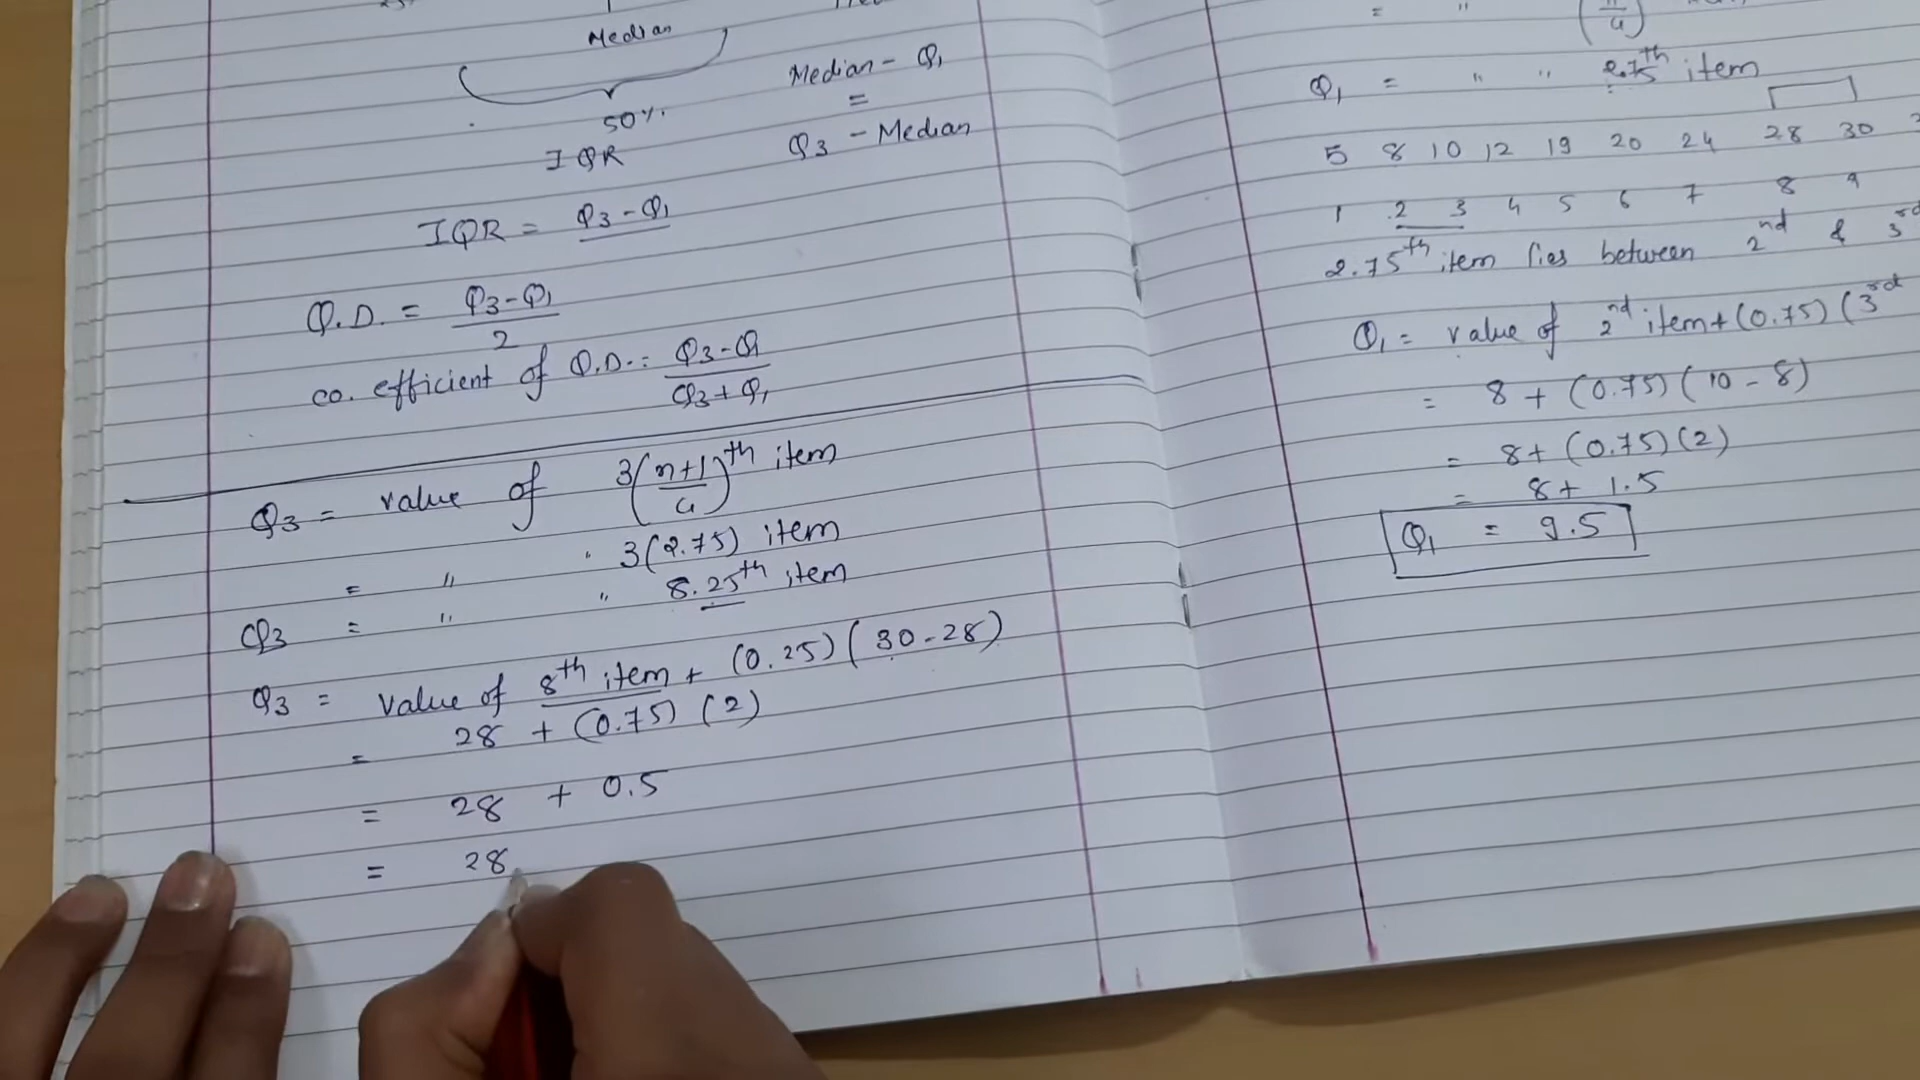 Median
50%
IQR
Median - Q1
=
Q3 - Median
IQR = Q3 - Q1
Q.D. = Q3-Q1 / 2
co. efficient of Q.D. = Q3-Q1 / Q3+Q1
Q3 = value of 3(n+1 / 4)th item
= " " 3(2.75) item
Q3 = " " 8.25th item
Q3 = value of 8th item + (0.25)(30-28)
= 28 + (0.75)(2)
= 28 + 0.5
= 28.
= "
Q1 = " " 2.75th item
5 8 10 12 19 20 24 28 30
1 2 3 4 5 6 7 8 9
2.75th item lies between 2nd & 3rd
Q1 = value of 2nd item + (0.75)(3rd
= 8 + (0.75)(10-8)
= 8 + (0.75)(2)
= 8 + 1.5
Q1 = 9.5